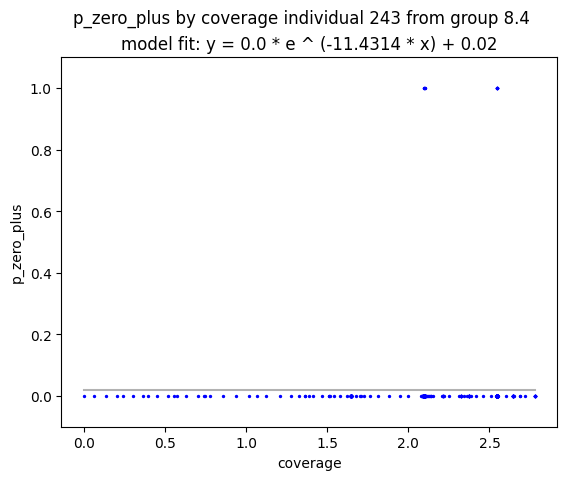 p_zero_plus by coverage individual 243 from group 8.4
model fit: y = 0.0 * e ^ (-11.4314 * x) + 0.02
1.0
0.8
0.6
0.4
0.2
0.0
p_zero_plus
0.0 0.5 1.0 1.5 2.0 2.5
coverage